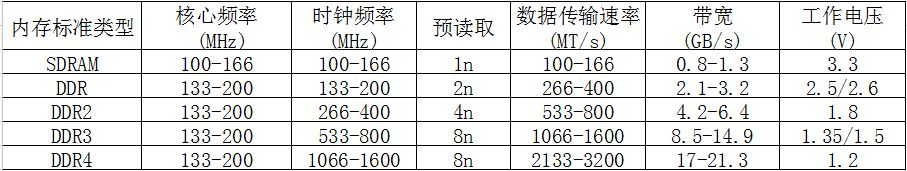 内存标准类型 核心频率(MHz) 时钟频率(MHz) 预读取 数据传输速率(MT/s) 带宽(GB/s) 工作电压(V)
SDRAM 100-166 100-166 1n 100-166 0.8-1.3 3.3
DDR 133-200 133-200 2n 266-400 2.1-3.2 2.5/2.6
DDR2 133-200 266-400 4n 533-800 4.2-6.4 1.8
DDR3 133-200 533-800 8n 1066-1600 8.5-14.9 1.35/1.5
DDR4 133-200 1066-1600 8n 2133-3200 17-21.3 1.2